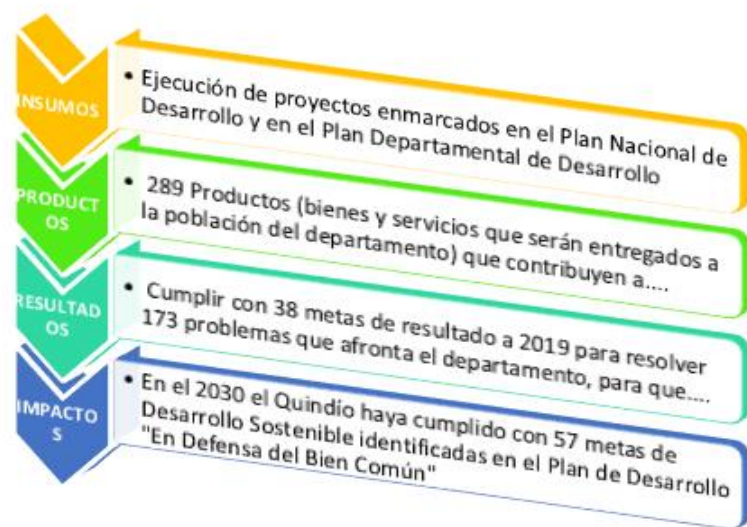 INSUMOS
• Ejecución de proyectos enmarcados en el Plan Nacional de
Desarrollo y en el Plan Departamental de Desarrollo
PRODUCT
OS
• 289 Productos (bienes y servicios que serán entregados a
la población del departamento) que contribuyen a....
RESULTAD
OS
• Cumplir con 38 metas de resultado a 2019 para resolver
173 problemas que afronta el departamento, para que....
IMPACTO
S
• En el 2030 el Quindío haya cumplido con 57 metas de
Desarrollo Sostenible identificadas en el Plan de Desarrollo
"En Defensa del Bien Común"